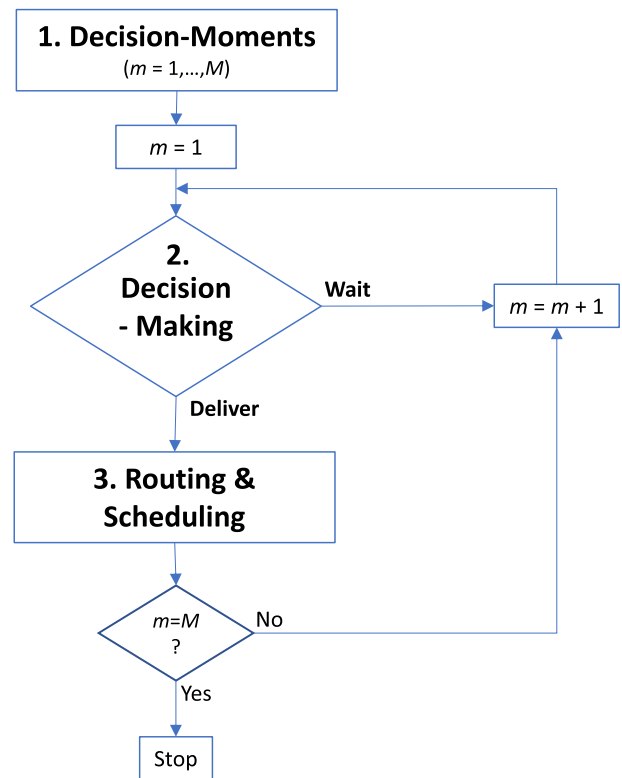 1. Decision-Moments
(m = 1,...,M)
m = 1
2.
Decision
- Making
Wait
m = m + 1
Deliver
3. Routing &
Scheduling
m=M
?
No
Yes
Stop